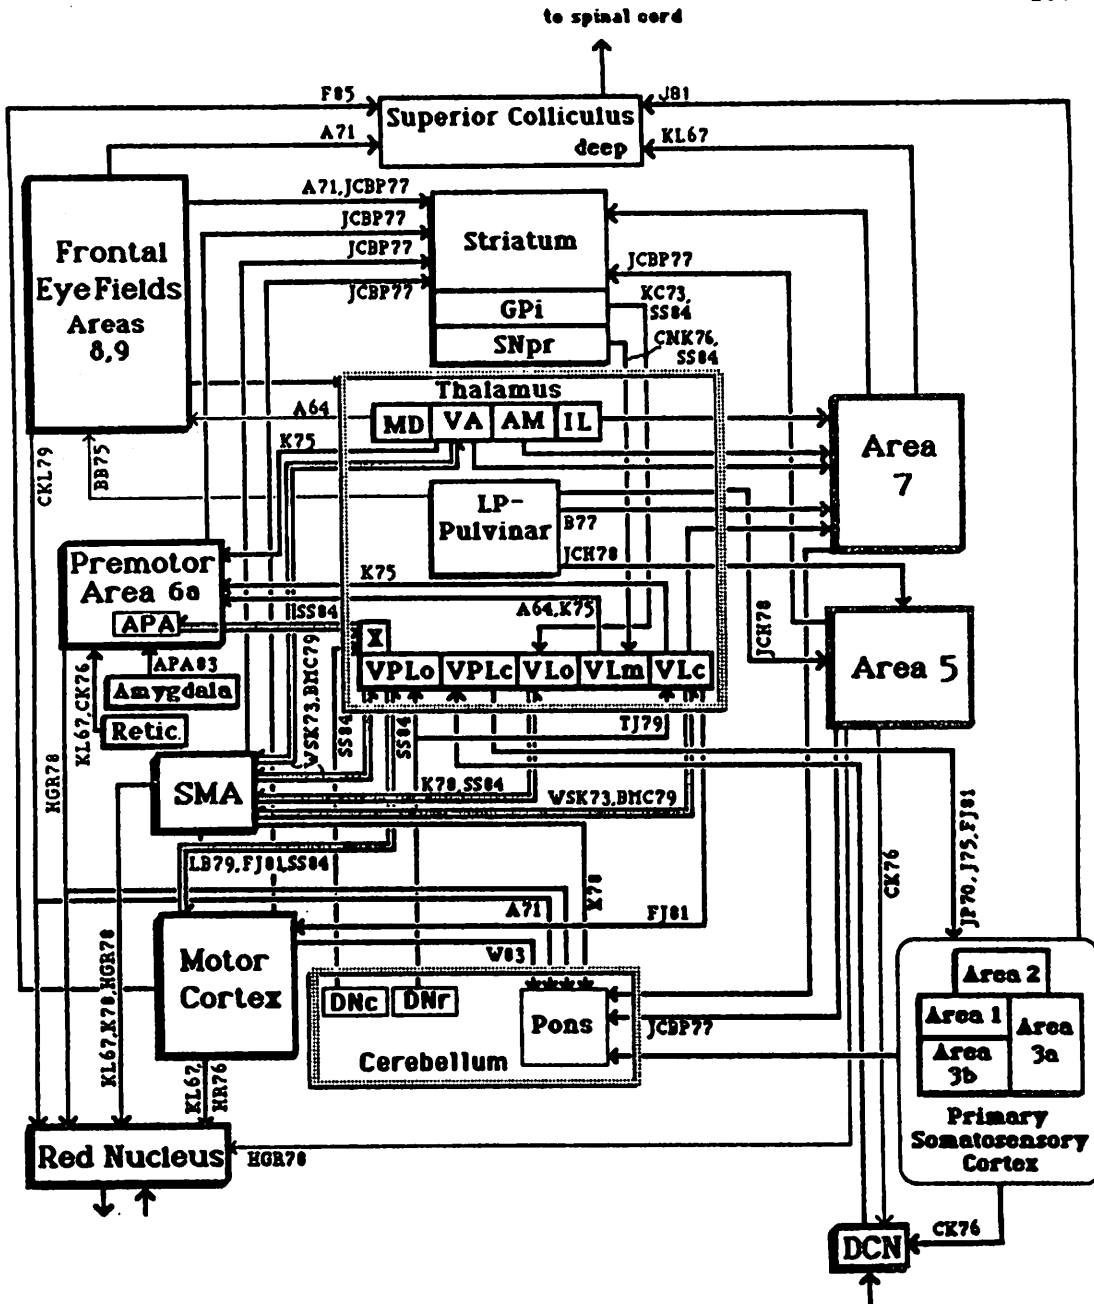 to spinal cord
F85
J81
Superior Colliculus
deep
A71
KL67
A71,JCBP77
JCBP77
JCBP77
JCBP77
Striatum
JCBP77
Frontal
Eye Fields
Areas
8,9
GPi
KC73,
SS84
SNpr
CNK76,
SS84
Thalamus
A64
MD
VA
AM
IL
K75
CKL79
BB75
Area
7
LP-
Pulvinar
B77
JCH78
Premotor
Area 6a
APA
K75
SS84
A64,K75
JCH78
X
VPLo
VPLc
VLo
VLm
VLc
Area 5
APA83
Amygdala
Retic.
KL67,CK76
HGR78
WSK73,BMC79
SS84
SS84
TJ79
SMA
K78,SS84
WSK73,BMC79
LB79,FJ81,SS84
K78
CK76
JP70,J75,FJ81
A71
FJ81
W83
Motor
Cortex
KL67,K78,HGR78
DNc
DNr
Pons
Cerebellum
JCBP77
Area 2
Area 1
Area
3a
Area
3b
Primary
Somatosensory
Cortex
KL67,
HR76
Red Nucleus
HGR78
DCN
CK76